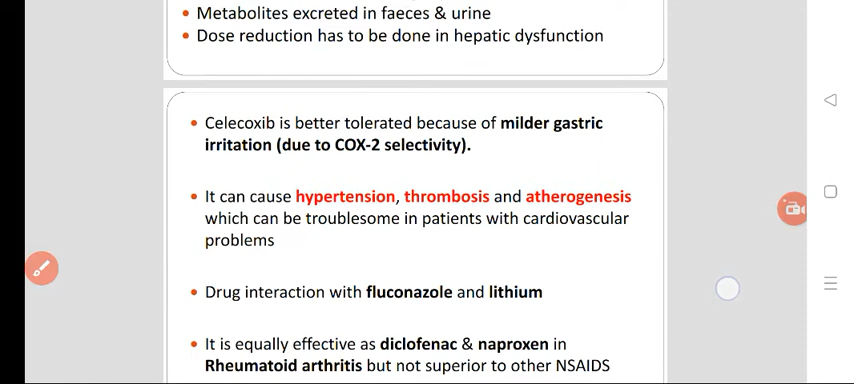 • Metabolites excreted in faeces & urine
• Dose reduction has to be done in hepatic dysfunction
• Celecoxib is better tolerated because of milder gastric
irritation (due to COX-2 selectivity).
• It can cause hypertension, thrombosis and atherogenesis
which can be troublesome in patients with cardiovascular
problems
• Drug interaction with fluconazole and lithium
• It is equally effective as diclofenac & naproxen in
Rheumatoid arthritis but not superior to other NSAIDS